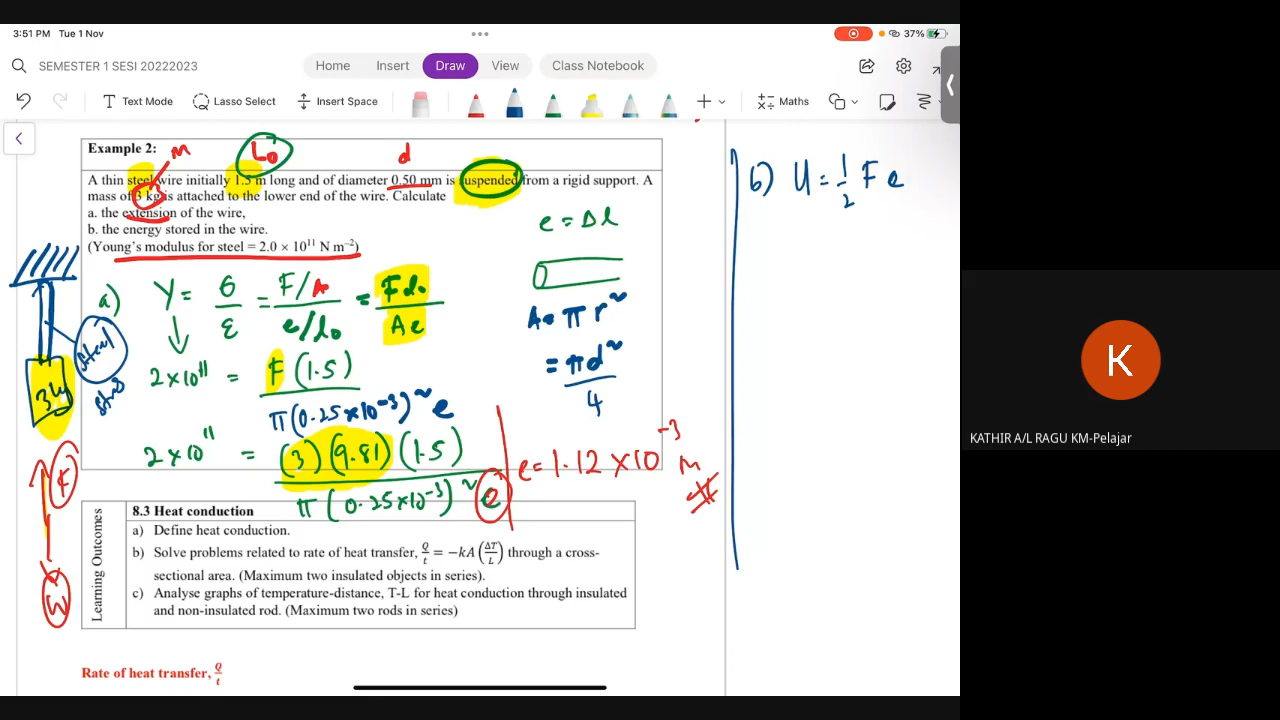 3:51 PM Tue 1 Nov
37%
SEMESTER 1 SESI 20222023
Home Insert Draw View Class Notebook
Text Mode Lasso Select Insert Space Maths
Example 2:
m
L₀
d
A thin steel wire initially 1.5 m long and of diameter 0.50 mm is suspended from a rigid support. A
mass of 3 kg is attached to the lower end of the wire. Calculate
a. the extension of the wire,
b. the energy stored in the wire.
(Young's modulus for steel = 2.0 × 10¹¹ N m⁻²)
e = Δl
a) Y = σ/ε = (F/A)/(e/l₀) = Fl₀/Ae
A = πr²
= πd²/4
steel
3kg
2×10¹¹ = F(1.5)/π(0.25×10⁻³)² e
2×10¹¹ = (3)(9.81)(1.5)/π(0.25×10⁻³)² e
e = 1.12 × 10⁻³ m
F
W
b) U = 1/2 F e
Learning Outcomes
8.3 Heat conduction
a) Define heat conduction.
b) Solve problems related to rate of heat transfer, Q/t = −kA(ΔT/L) through a cross-
sectional area. (Maximum two insulated objects in series).
c) Analyse graphs of temperature-distance, T-L for heat conduction through insulated
and non-insulated rod. (Maximum two rods in series)
Rate of heat transfer, Q/t
K
KATHIR A/L RAGU KM-Pelajar